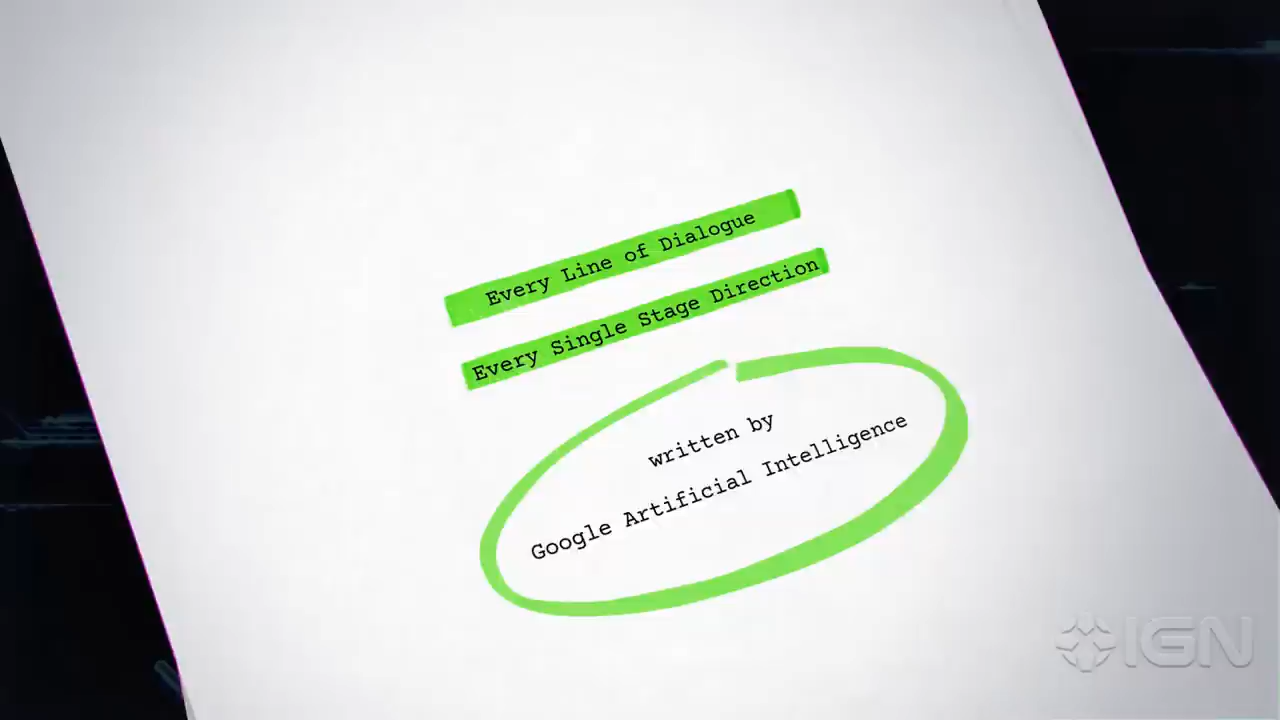 Every Line of Dialogue
Every Single Stage Direction
written by
Google Artificial Intelligence
IGN